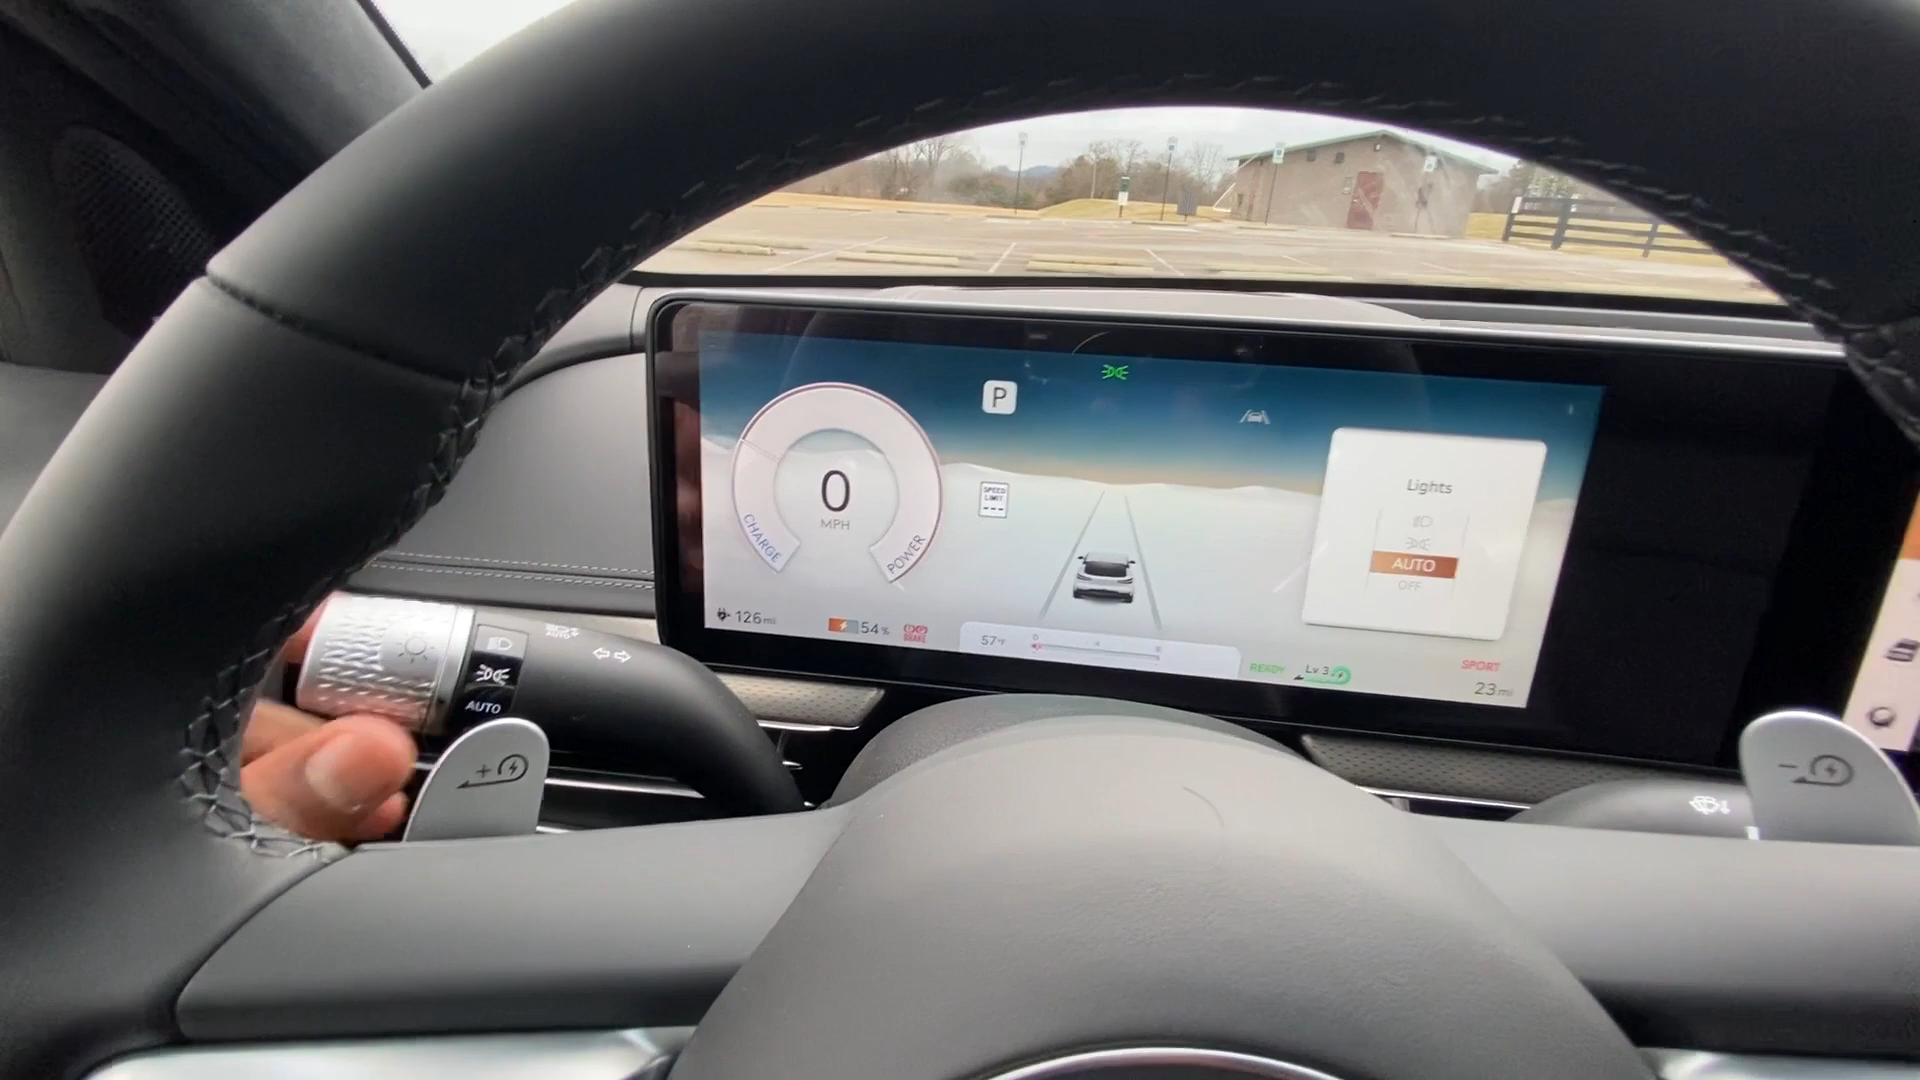 P
0
MPH
CHARGE
POWER
SPEED
LIMIT
---
Lights
AUTO
OFF
126mi
54%
BRAKE
57°F
READY
Lv 3
SPORT
23mi
AUTO
AUTO
+
-